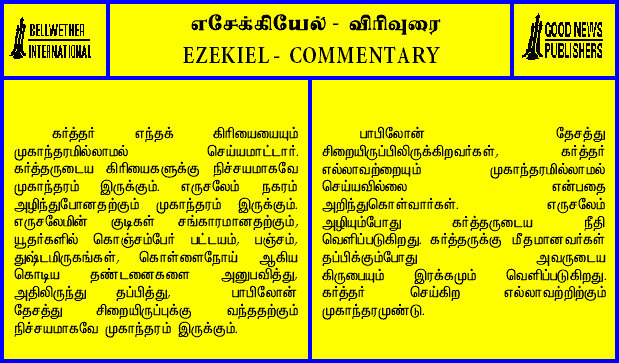 BELLWETHER
INTERNATIONAL
எசேக்கியேல் - விரிவுரை
EZEKIEL - COMMENTARY
GOOD NEWS
PUBLISHERS
கர்த்தர் எந்தக் கிரியையையும்
முகாந்தரமில்லாமல் செய்யமாட்டார்.
கர்த்தருடைய கிரியைகளுக்கு நிச்சயமாகவே
முகாந்தரம் இருக்கும். எருசலேம் நகரம்
அழிந்துபோனதற்கும் முகாந்தரம் இருக்கும்.
எருசலேமின் குடிகள் சங்காரமானதற்கும்,
யூதர்களில் கொஞ்சம்பேர் பட்டயம், பஞ்சம்,
துஷ்டமிருகங்கள், கொள்ளைநோய் ஆகிய
கொடிய தண்டனைகளை அனுபவித்து,
அதிலிருந்து தப்பித்து, பாபிலோன்
தேசத்து சிறையிருப்புக்கு வந்ததற்கும்
நிச்சயமாகவே முகாந்தரம் இருக்கும்.
பாபிலோன் தேசத்து
சிறையிருப்பிலிருக்கிறவர்கள், கர்த்தர்
எல்லாவற்றையும் முகாந்தரமில்லாமல்
செய்யவில்லை என்பதை
அறிந்துகொள்வார்கள். எருசலேம்
அழியும்போது கர்த்தருடைய நீதி
வெளிப்படுகிறது. கர்த்தருக்கு மீதமானவர்கள்
தப்பிக்கும்போது அவருடைய
கிருபையும் இரக்கமும் வெளிப்படுகிறது.
கர்த்தர் செய்கிற எல்லாவற்றிற்கும்
முகாந்தரமுண்டு.